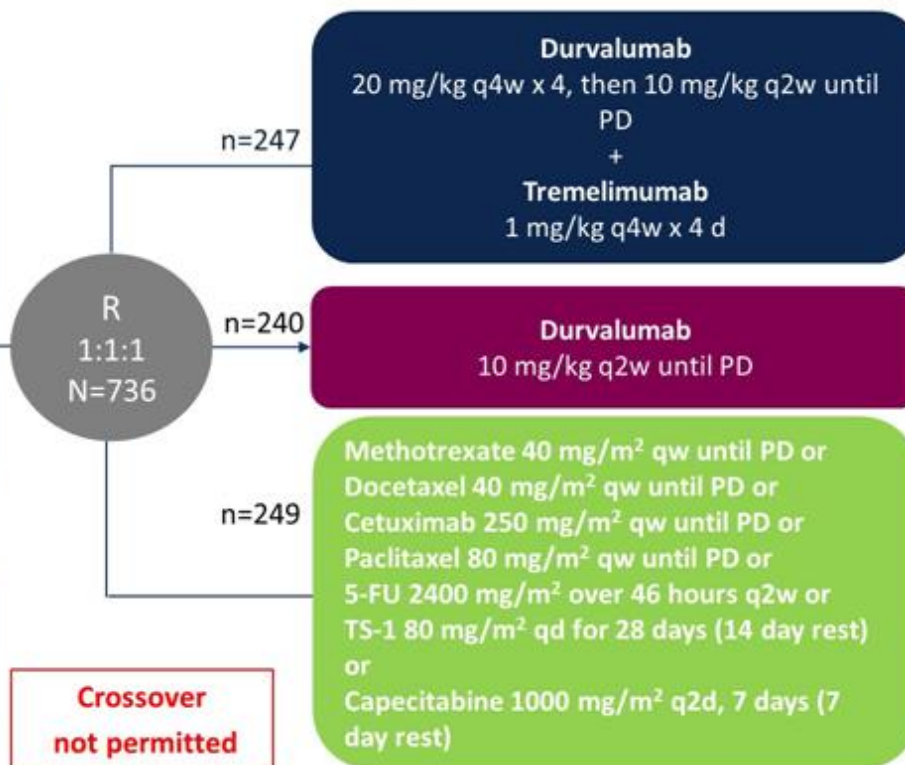 Durvalumab
20 mg/kg q4w x 4, then 10 mg/kg q2w until
PD
+
Tremelimumab
1 mg/kg q4w x 4 d
n=247
R
1:1:1
N=736
n=240
Durvalumab
10 mg/kg q2w until PD
n=249
Methotrexate 40 mg/m² qw until PD or
Docetaxel 40 mg/m² qw until PD or
Cetuximab 250 mg/m² qw until PD or
Paclitaxel 80 mg/m² qw until PD or
5-FU 2400 mg/m² over 46 hours q2w or
TS-1 80 mg/m² qd for 28 days (14 day rest)
or
Capecitabine 1000 mg/m² q2d, 7 days (7
day rest)
Crossover
not permitted